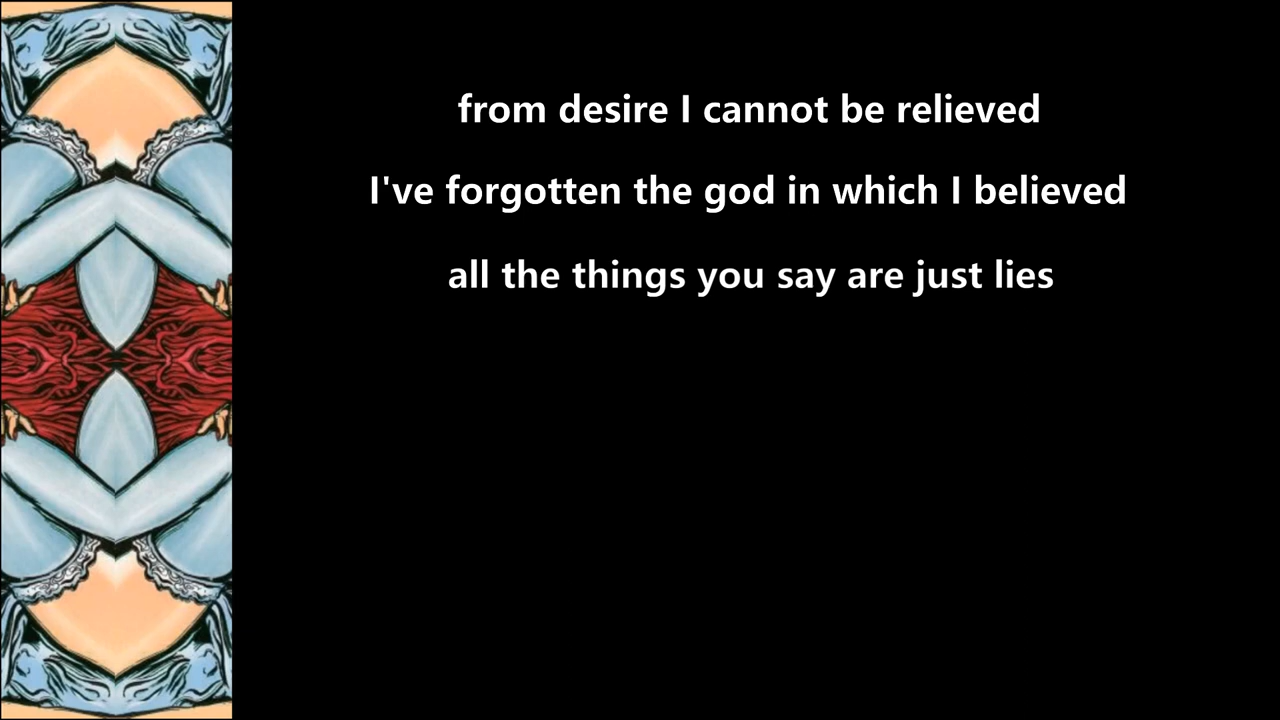 from desire I cannot be relieved
I've forgotten the god in which I believed
all the things you say are just lies